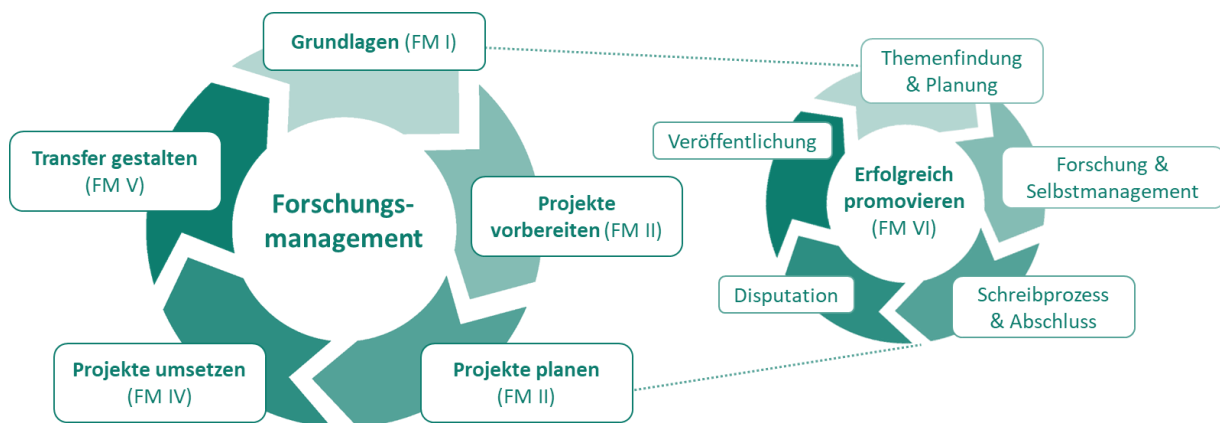 Grundlagen (FM I)
Projekte
vorbereiten (FM II)
Projekte planen
(FM II)
Projekte umsetzen
(FM IV)
Transfer gestalten
(FM V)
Forschungs-
management
Themenfindung
& Planung
Forschung &
Selbstmanagement
Schreibprozess
& Abschluss
Disputation
Veröffentlichung
Erfolgreich
promovieren
(FM VI)